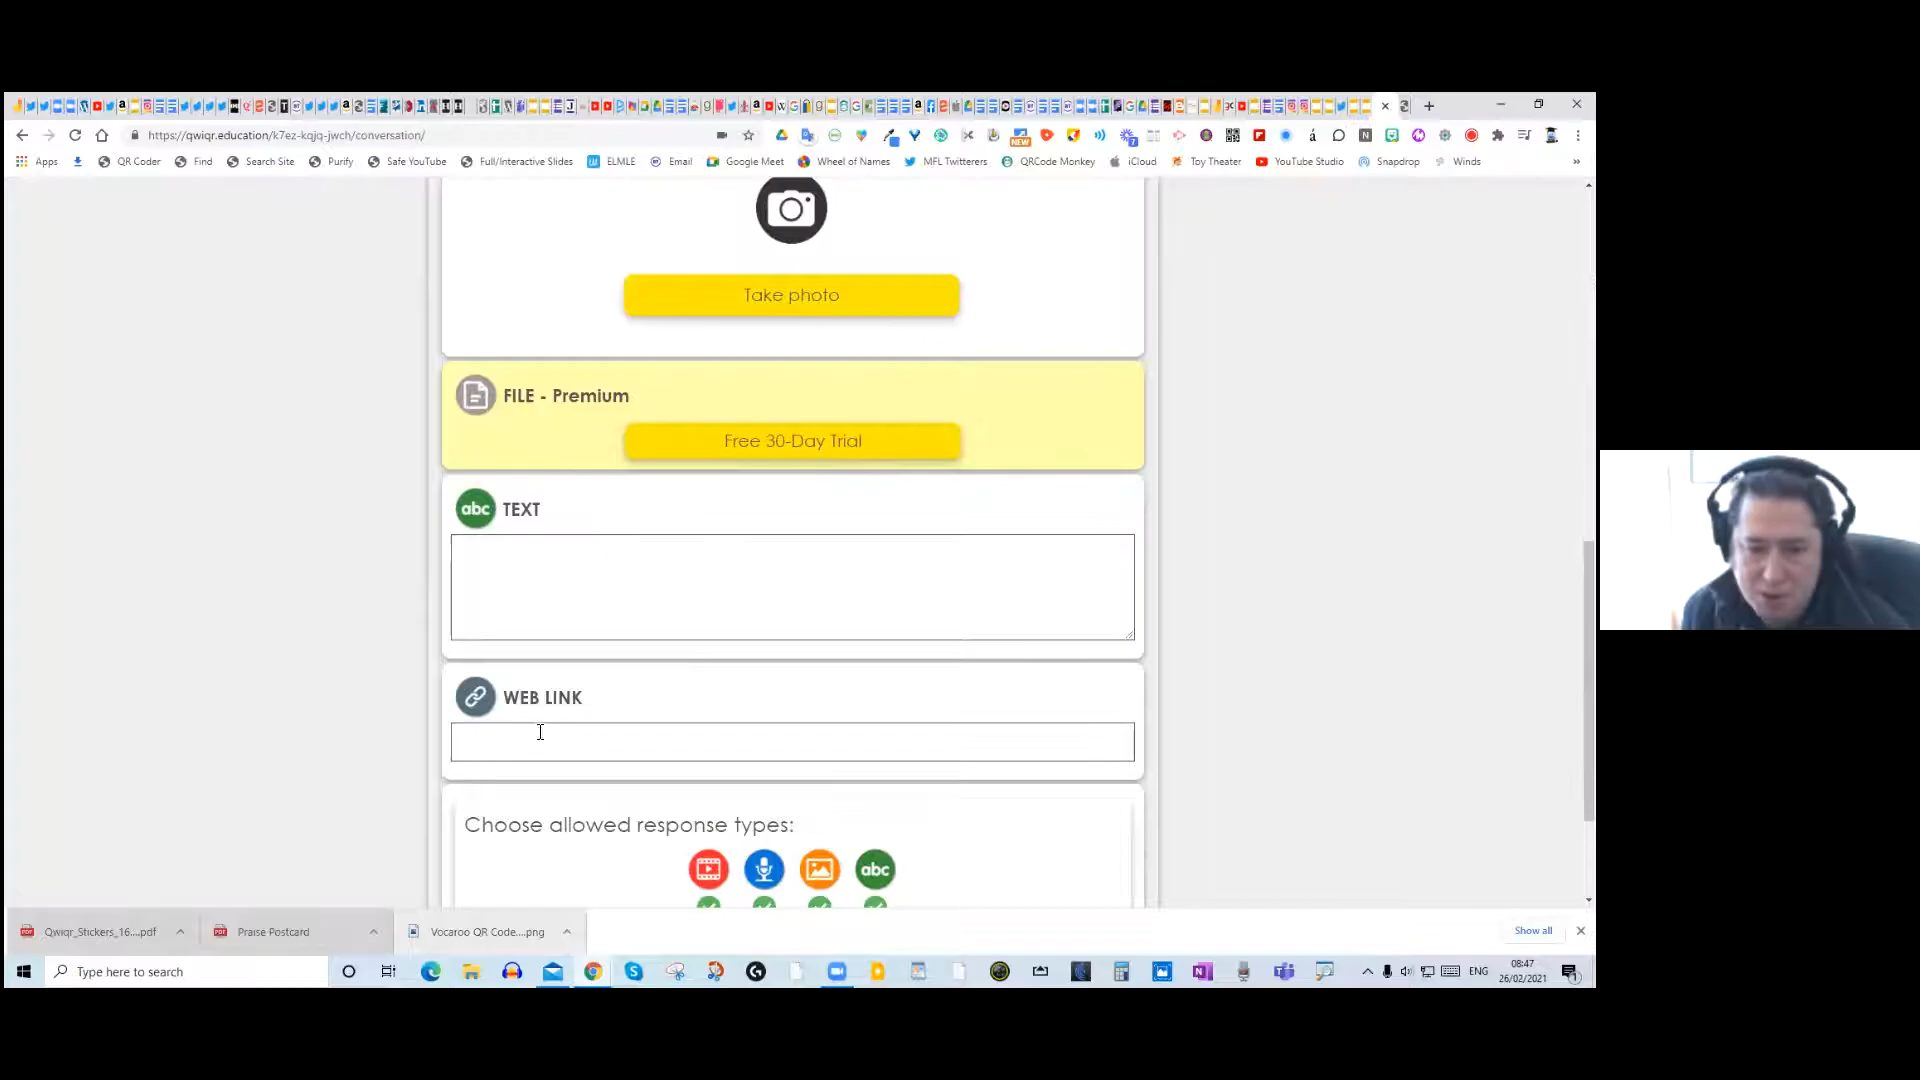 https://qwiqr.education/k7ez-kqjq-jwch/conversation/
Apps
QR Coder
Find
Search Site
Purify
Safe YouTube
Full/Interactive Slides
ELMLE
Email
Google Meet
Wheel of Names
MFL Twitterers
QRCode Monkey
iCloud
Toy Theater
YouTube Studio
Snapdrop
Winds
»
Take photo
FILE - Premium
Free 30-Day Trial
abc TEXT
WEB LINK
Choose allowed response types:
abc
Qwiqr_Stickers_16....pdf
Praise Postcard
Vocaroo QR Code....png
Show all
Type here to search
ENG
08:47
26/02/2021